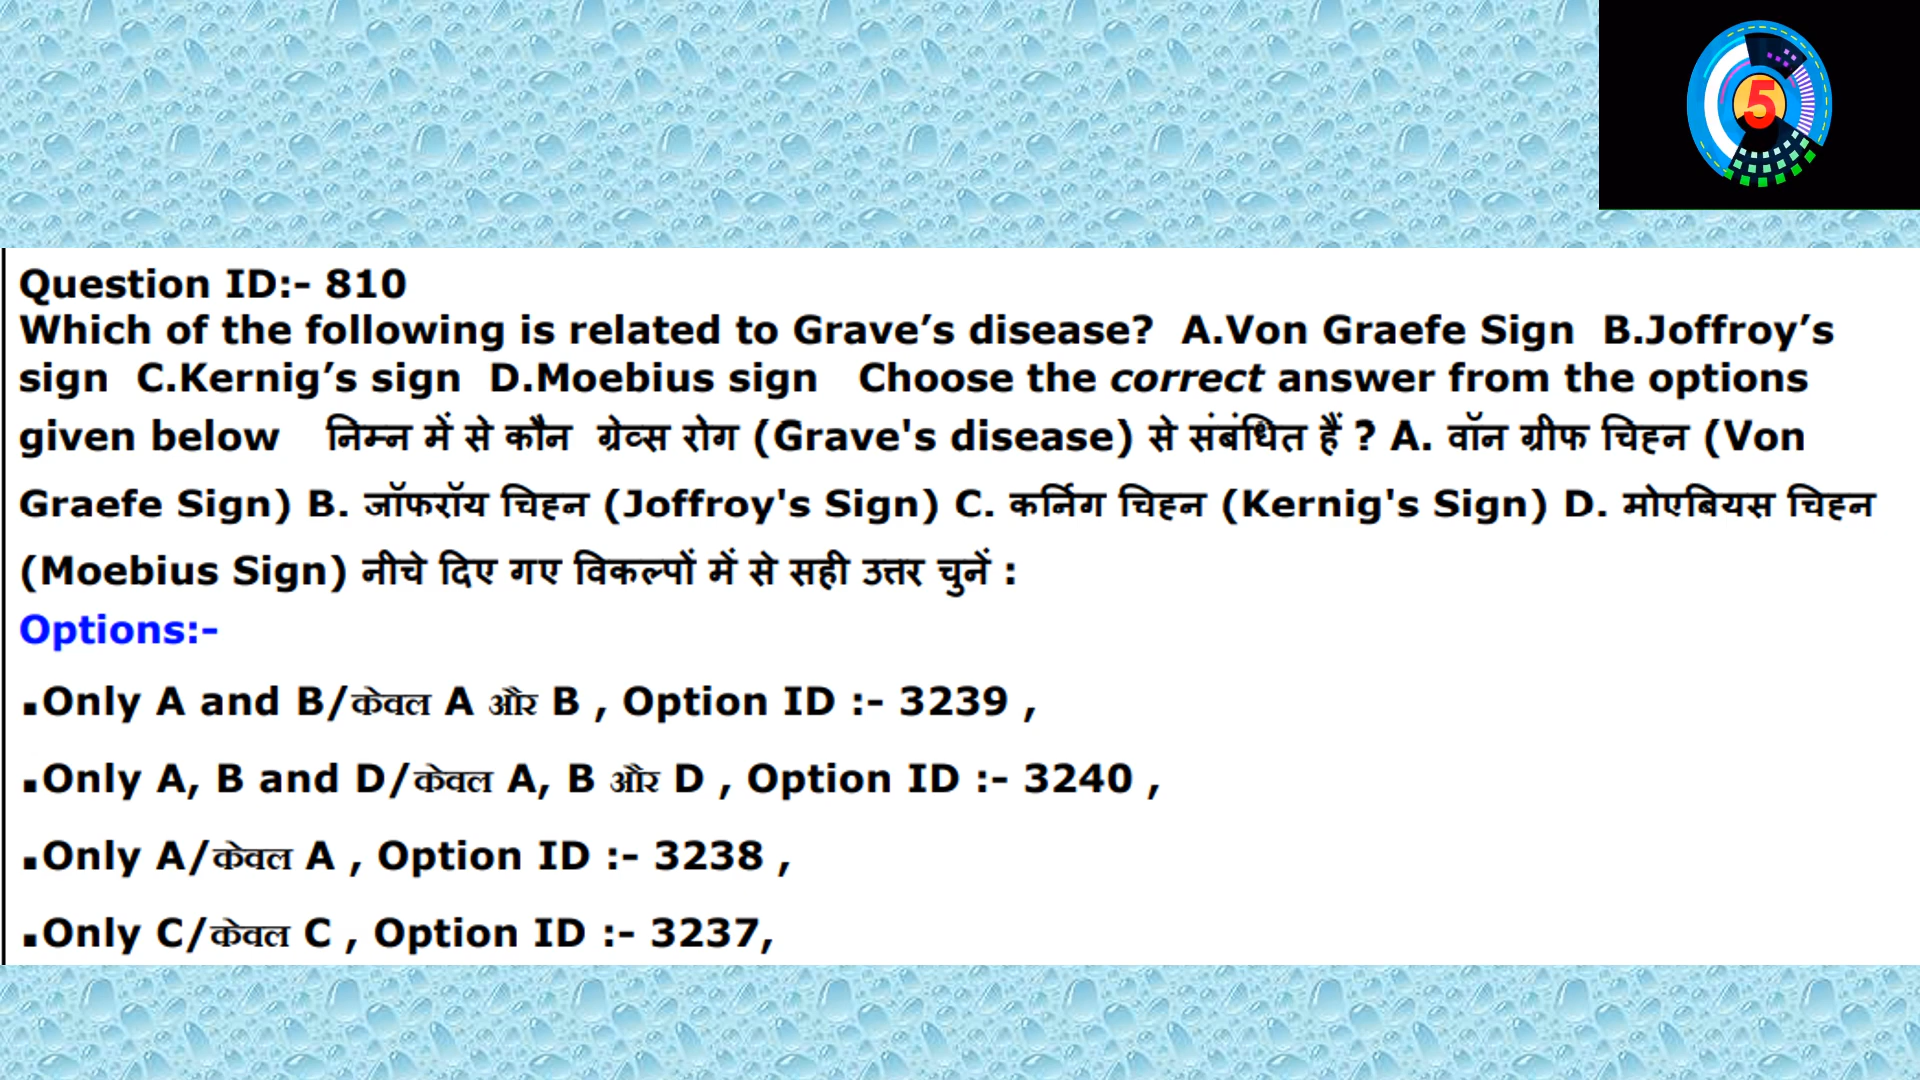 5
Question ID:- 810
Which of the following is related to Grave’s disease?  A.Von Graefe Sign  B.Joffroy’s
sign  C.Kernig’s sign  D.Moebius sign   Choose the correct answer from the options
given below   निम्न में से कौन  ग्रेव्स रोग (Grave's disease) से संबंधित हैं ? A. वॉन ग्रीफ चिह्न (Von
Graefe Sign) B. जॉफरॉय चिह्न (Joffroy's Sign) C. कर्निग चिह्न (Kernig's Sign) D. मोएबियस चिह्न
(Moebius Sign) नीचे दिए गए विकल्पों में से सही उत्तर चुनें :
Options:-
▪Only A and B/केवल A और B , Option ID :- 3239 ,
▪Only A, B and D/केवल A, B और D , Option ID :- 3240 ,
▪Only A/केवल A , Option ID :- 3238 ,
▪Only C/केवल C , Option ID :- 3237,